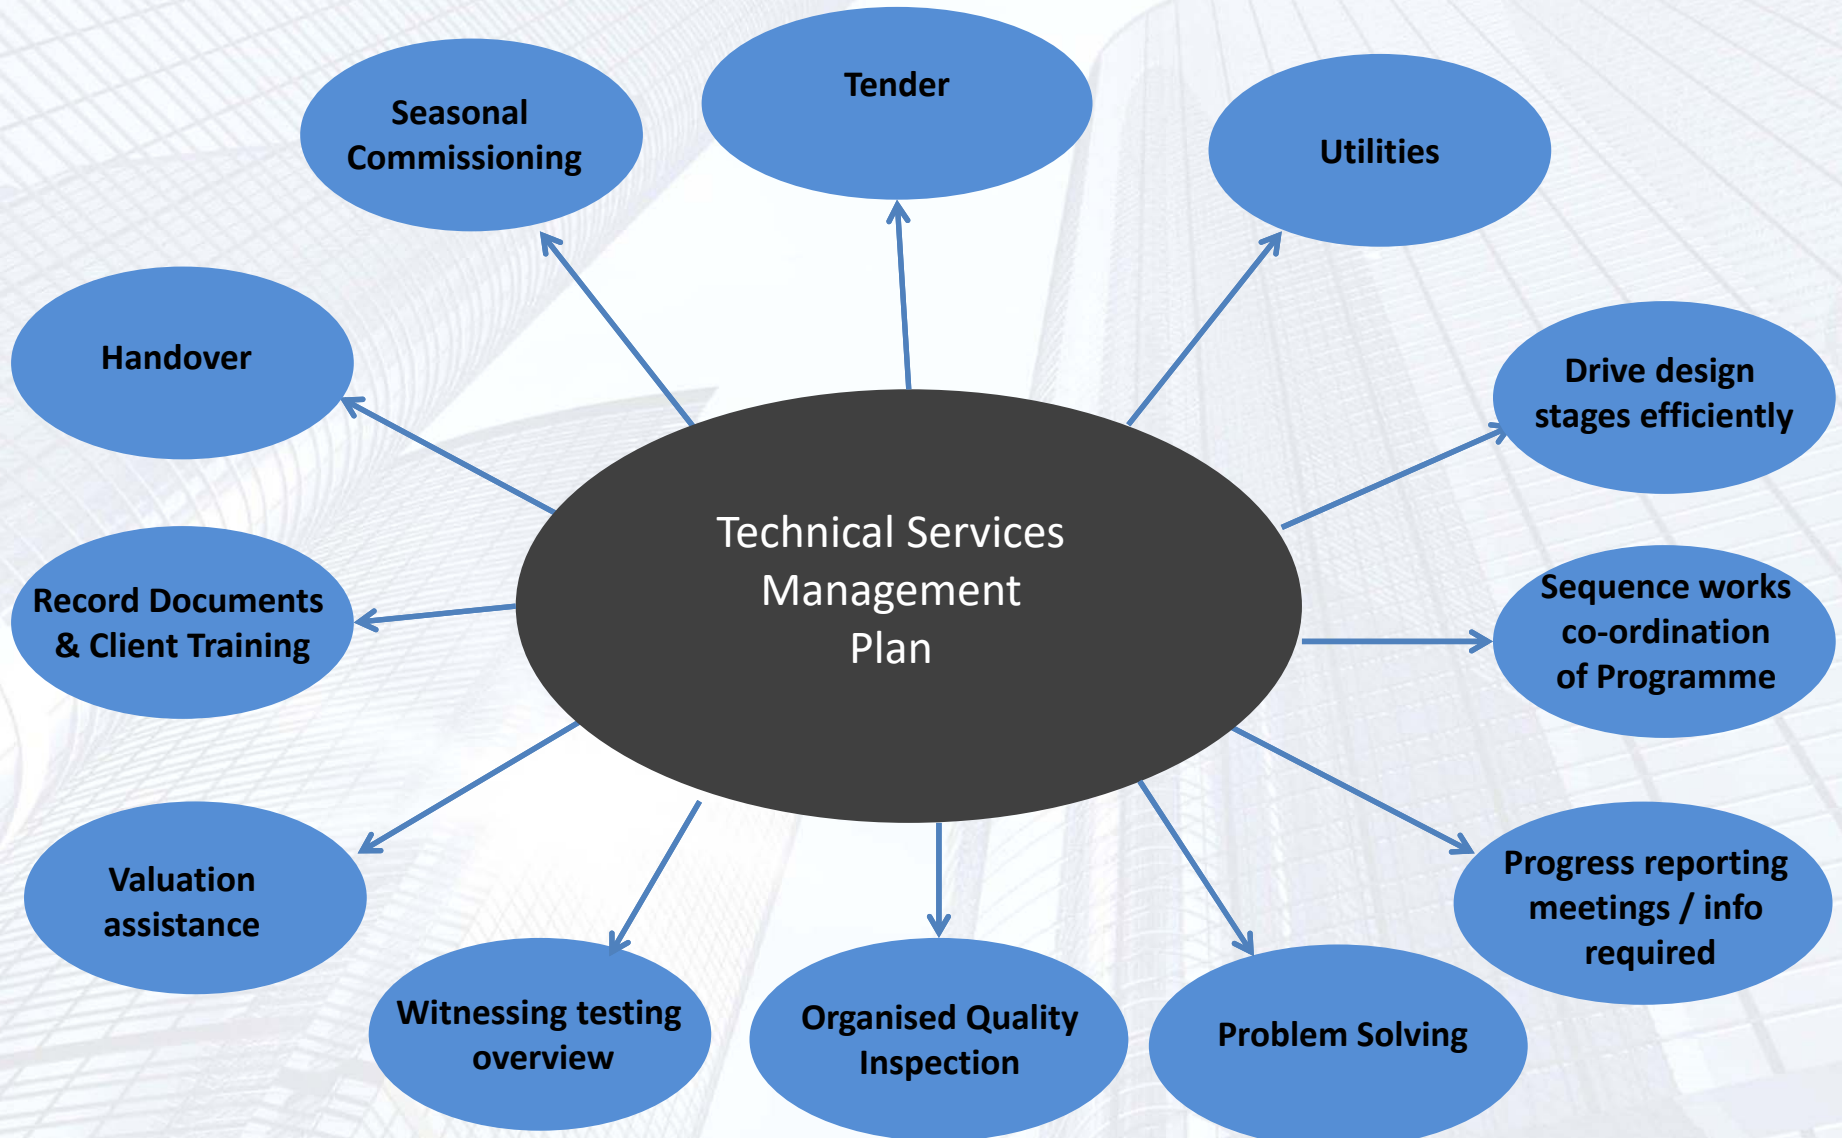 Tender
Seasonal
Commissioning
Utilities
Handover
Drive design
stages efficiently
Technical Services
Management
Plan
Record Documents
& Client Training
Sequence works
co-ordination
of Programme
Valuation
assistance
Progress reporting
meetings / info
required
Witnessing testing
overview
Organised Quality
Inspection
Problem Solving